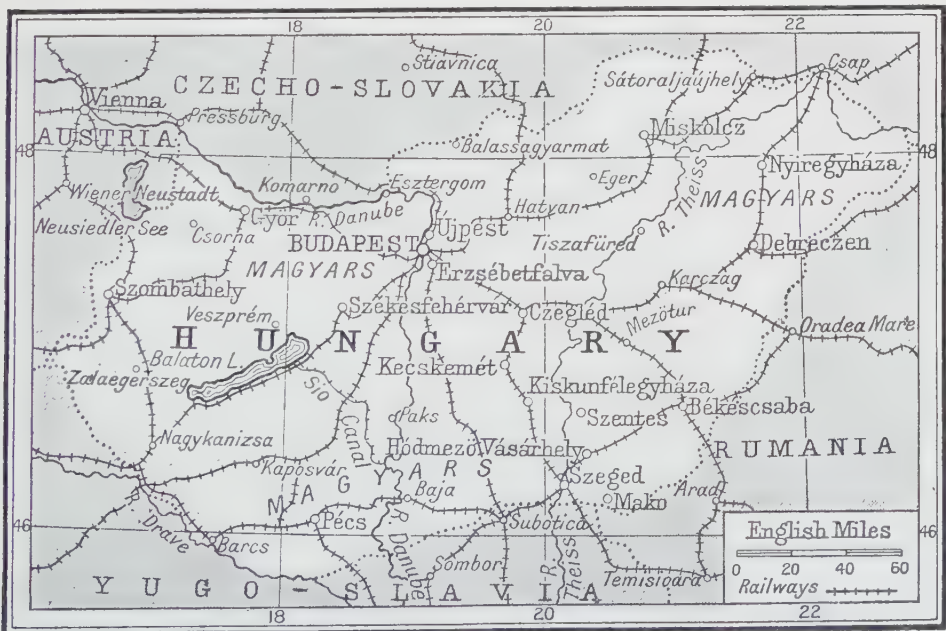 18
20
22
Stiavnica
Csap
CZECHO-SLOVAKIA
Sátoraljaújhely
Vienna
Pressburg
Miskolcz
AUSTRIA
Balassagyarmat
48
48
Nyiregyháza
Eger
Wiener Neustadt
Komarno
Esztergom
R. Theiss
MAGYARS
Györ
R. Danube
Hatvan
Neusiedler See
Csorna
Újpest
Tiszafüred
BUDAPEST
Debreczen
MAGYARS
Erzsébetfalva
Karczag
Szombathely
Székésfehérvár
Czegléd
Veszprém
Mezötur
Oradea Mare
HUNGARY
Balaton L.
Kecskemét
Zalaegerszeg
Sio Canal
Kiskunfélegyháza
Paks
Szentes
Békéscsaba
Nagykanizsa
Hódmezö Vásárhely
RUMANIA
Kaposvár
MAGYARS
Szeged
Baja
Mako
Arad
46
Pécs
Subotica
46
English Miles
Drave
Barcs
R. Danube
Sombor
R. Theiss
0 20 40 60
Temisioara
YUGO-SLAVIA
Railways
18
20
22